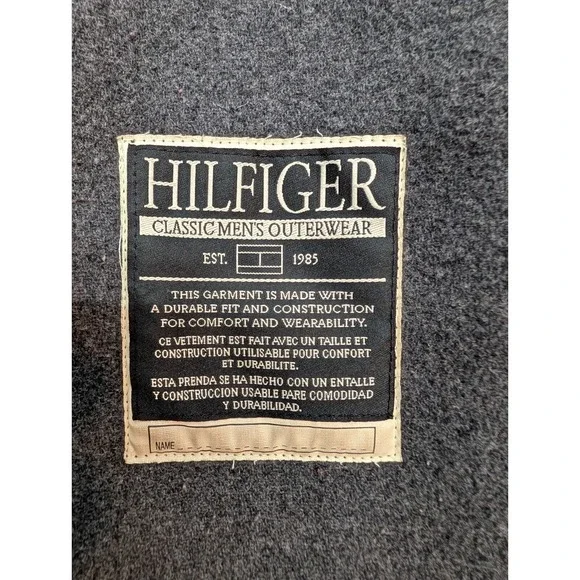 HILFIGER
CLASSIC MEN'S OUTERWEAR
EST. 1985
THIS GARMENT IS MADE WITH
A DURABLE FIT AND CONSTRUCTION
FOR COMFORT AND WEARABILITY.
CE VETEMENT EST FAIT AVEC UN TAILLE ET
CONSTRUCTION UTILISABLE POUR CONFORT
ET DURABILITE.
ESTA PRENDA SE HA HECHO CON UN ENTALLE
Y CONSTRUCCION USABLE PARE COMODIDAD
Y DURABILIDAD.
NAME